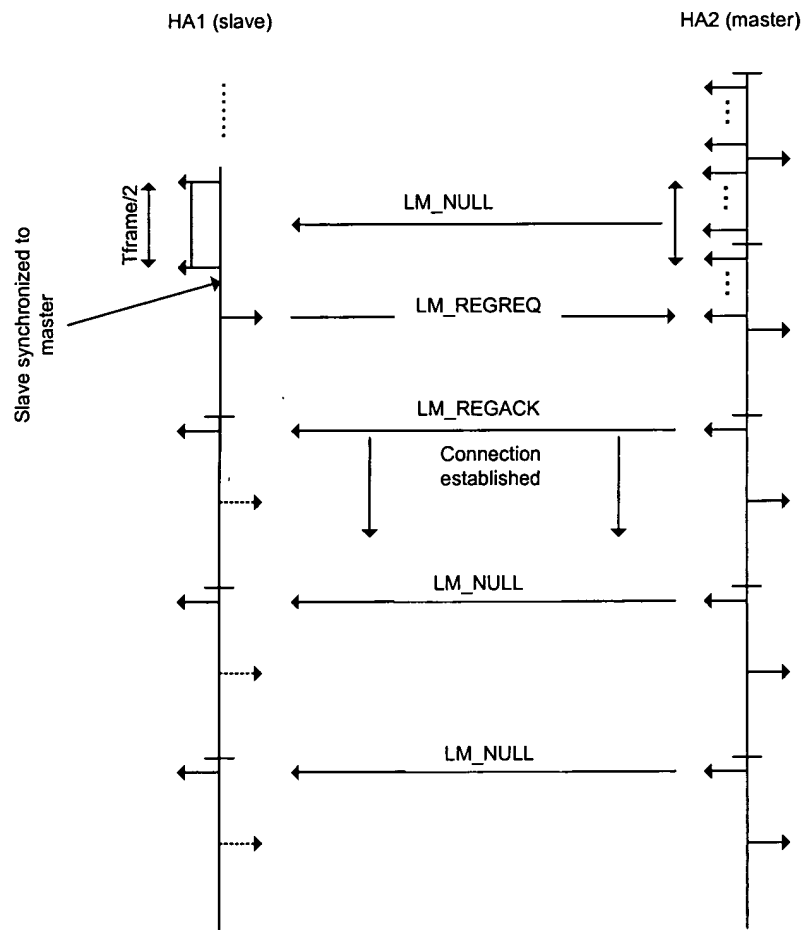 HA1 (slave)
HA2 (master)
Tframe/2
LM_NULL
Slave synchronized to
master
LM_REGREQ
LM_REGACK
Connection
established
LM_NULL
LM_NULL